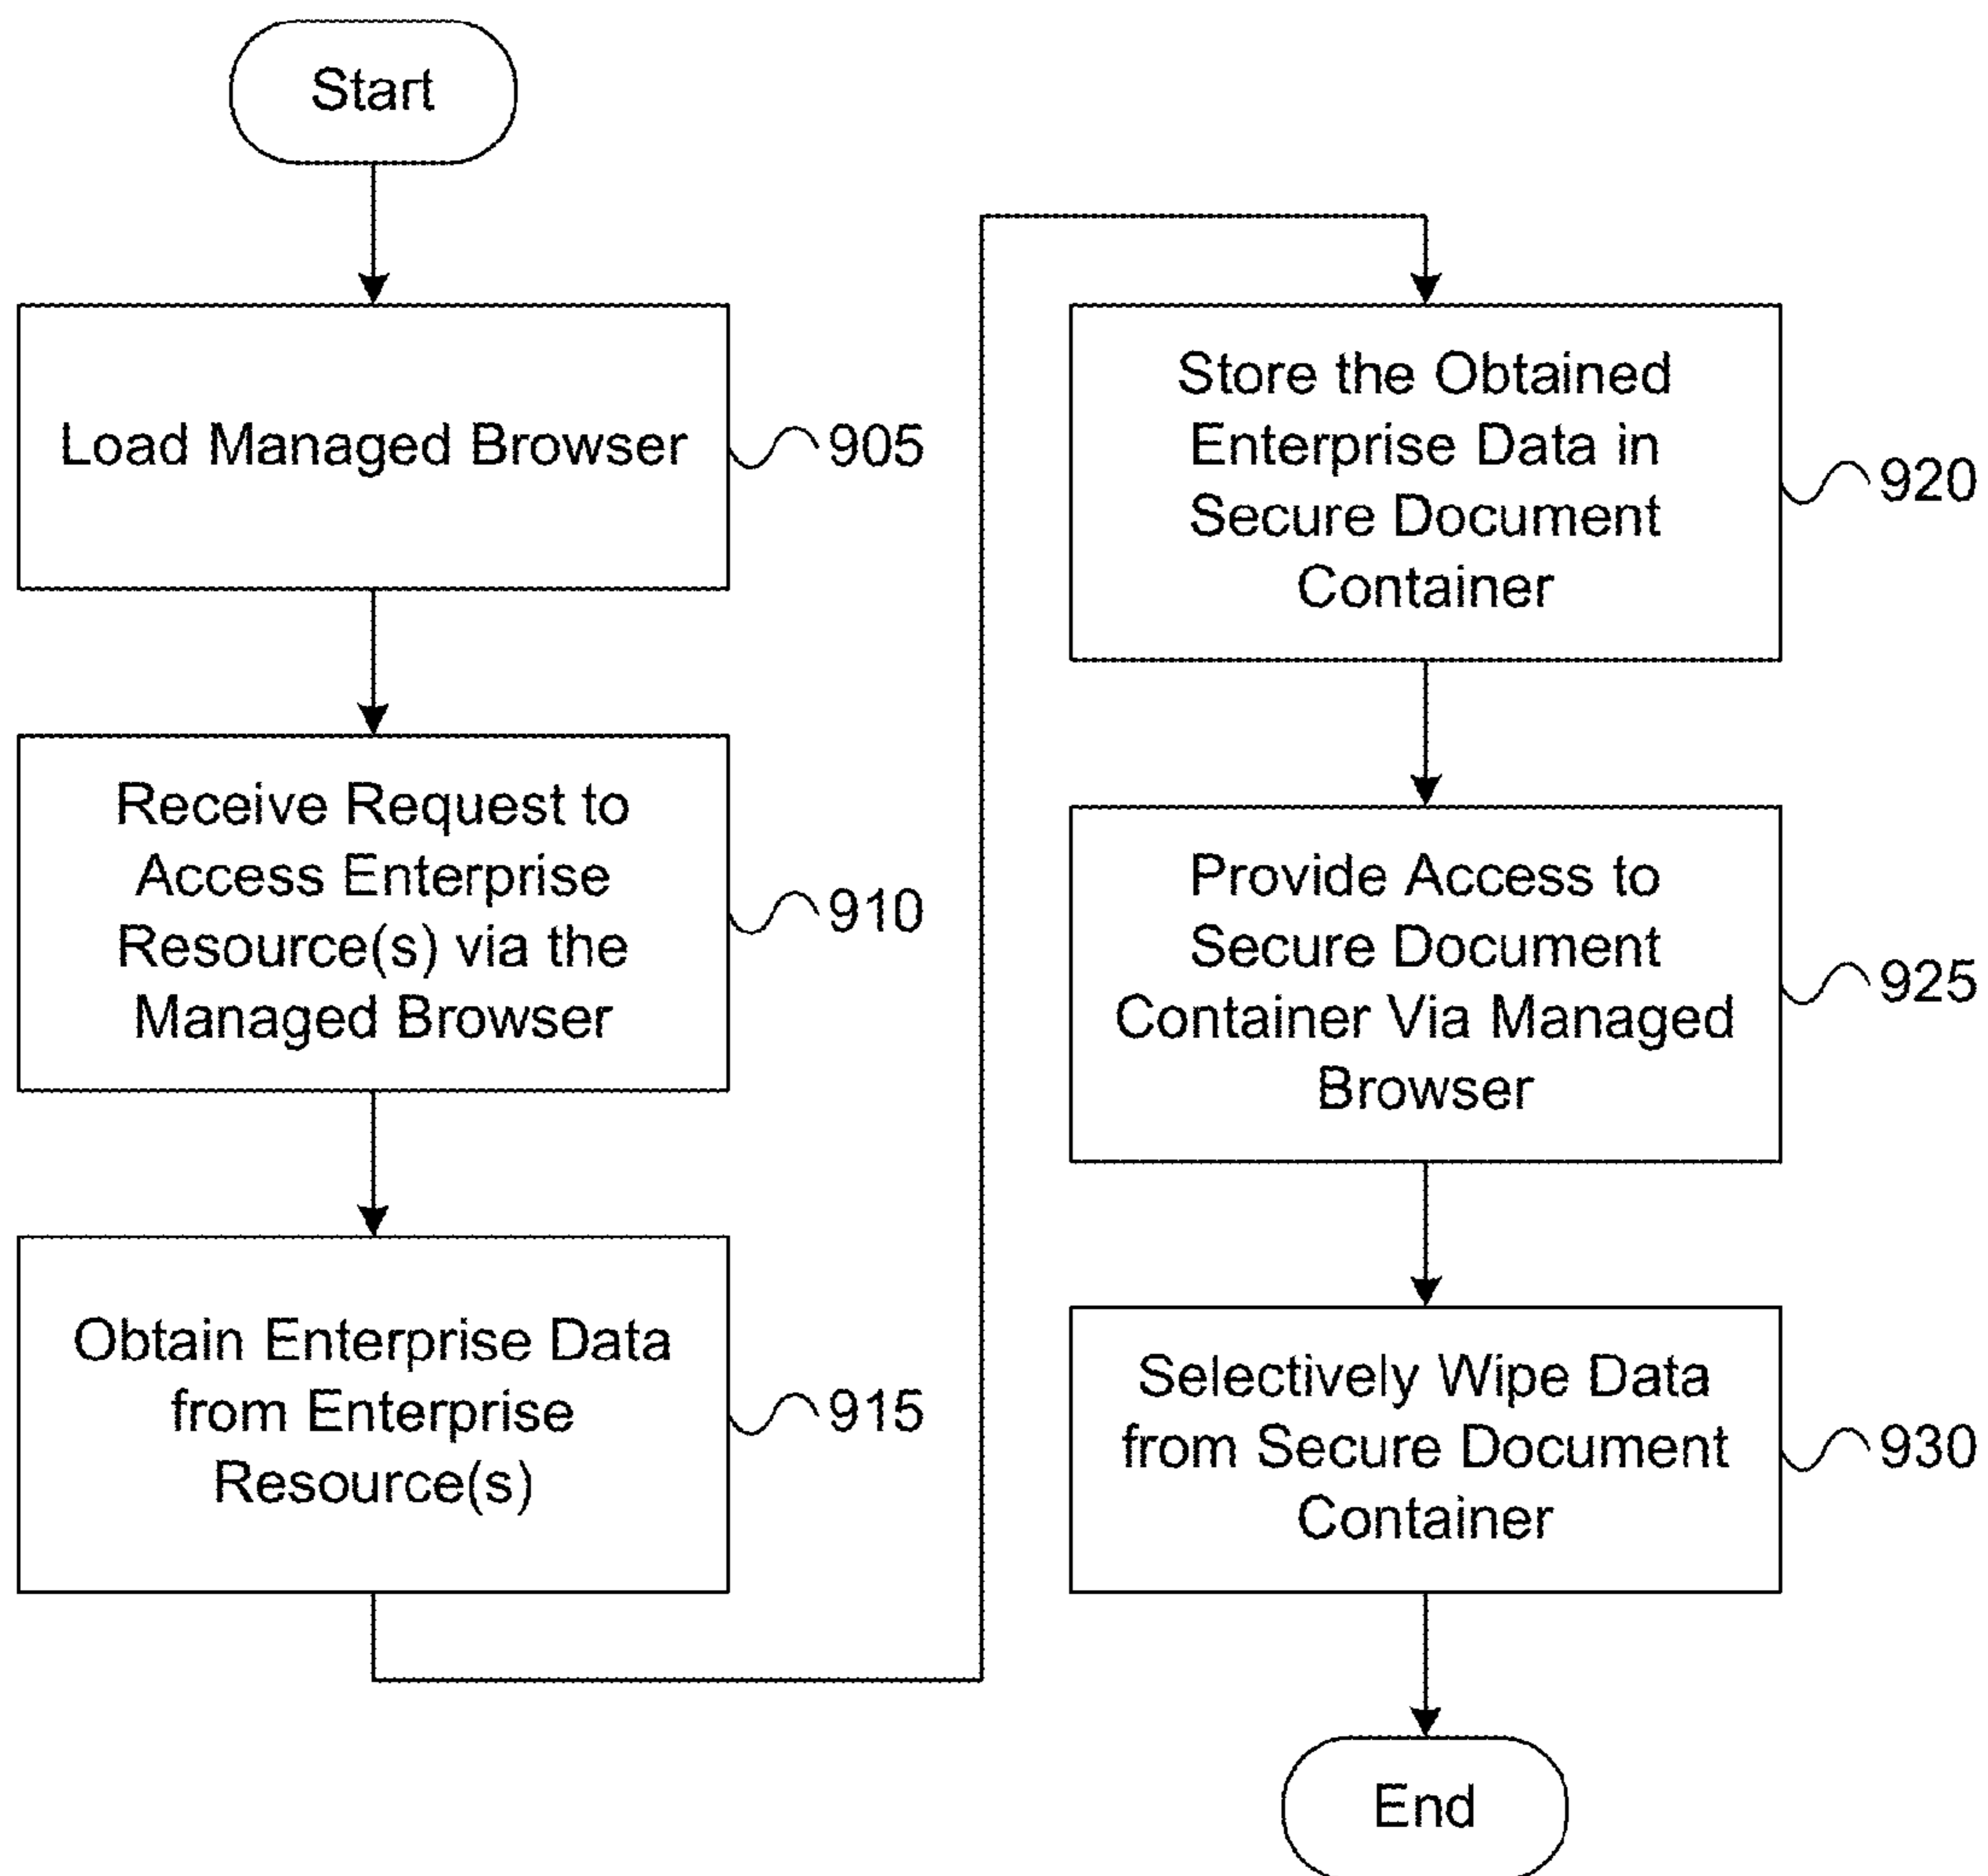 Start
Load Managed Browser
905
Receive Request to
Access Enterprise
Resource(s) via the
Managed Browser
910
Obtain Enterprise Data
from Enterprise
Resource(s)
915
Store the Obtained
Enterprise Data in
Secure Document
Container
920
Provide Access to
Secure Document
Container Via Managed
Browser
925
Selectively Wipe Data
from Secure Document
Container
930
End